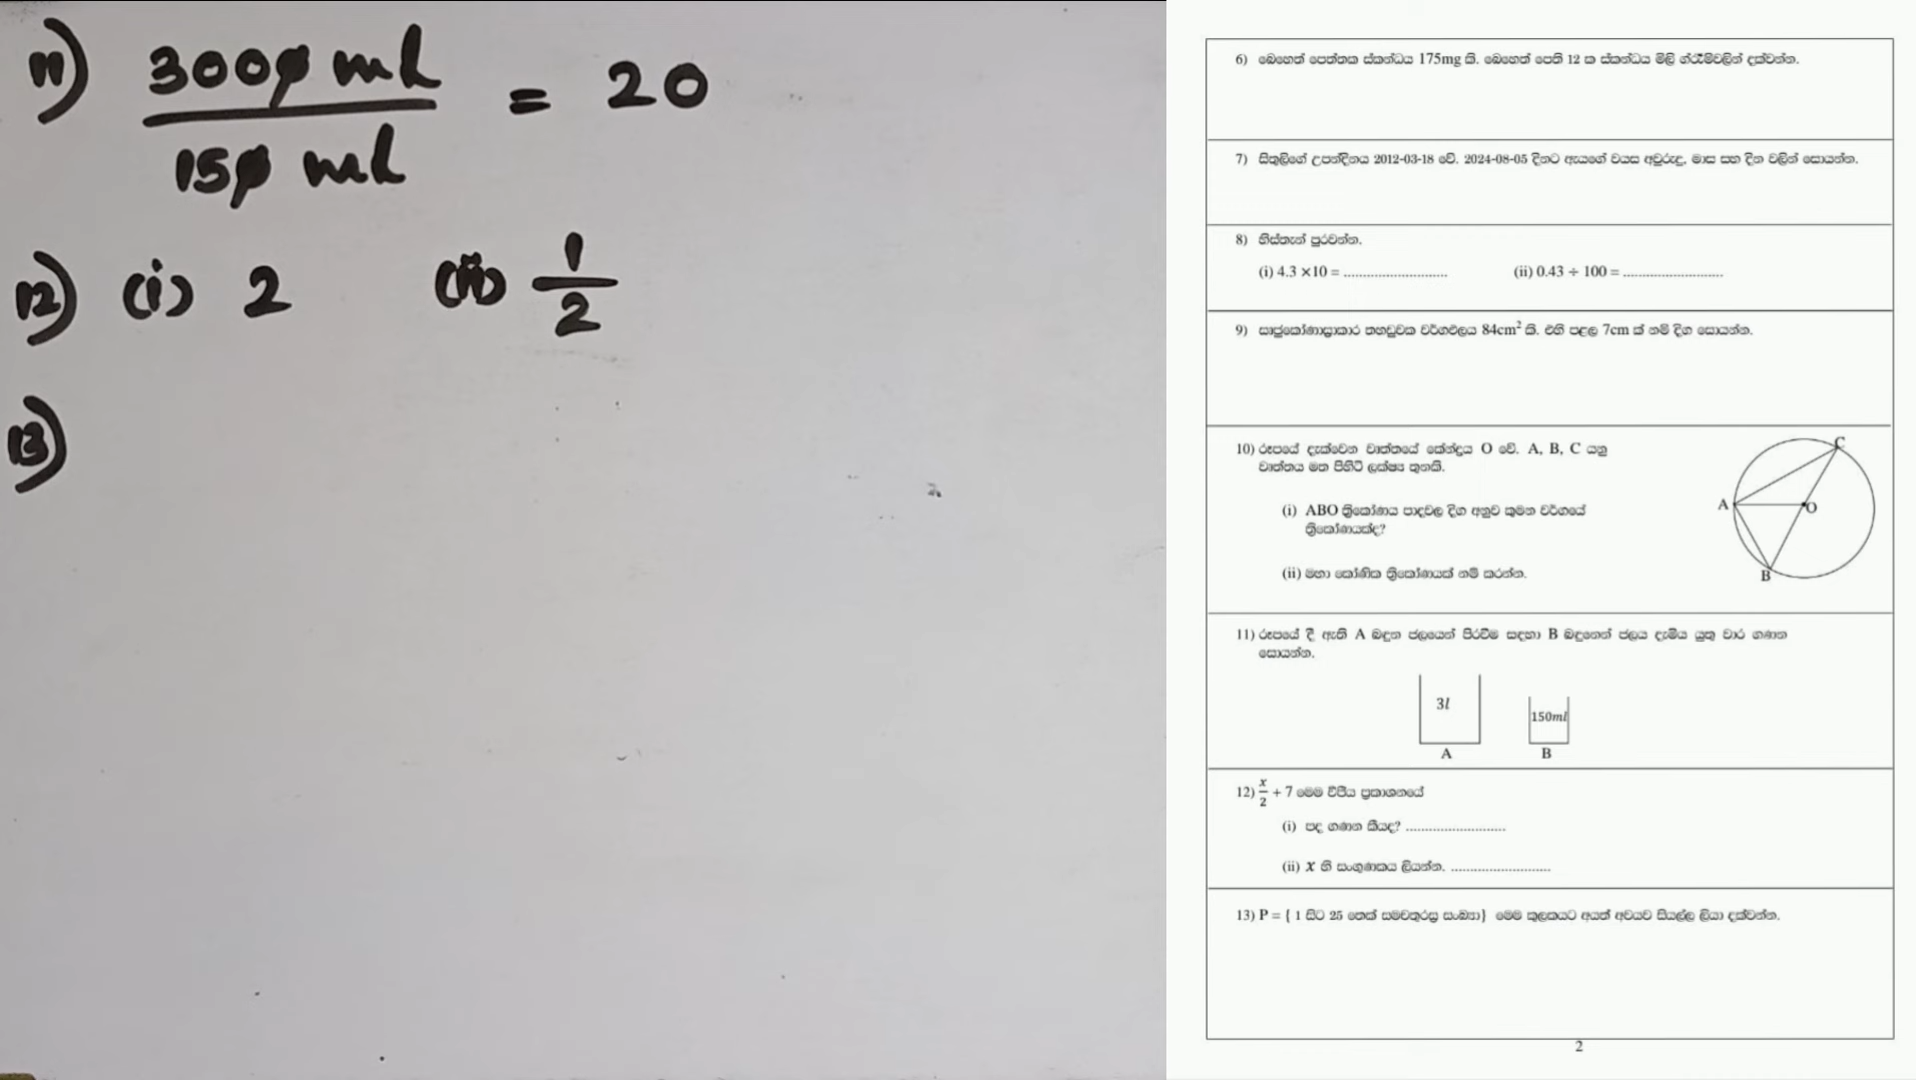 11) 3000 ml
150 ml
= 20
12) (i) 2 (ii) 1/2
13)
6) බෙහෙත් පෙත්තක ස්කන්ධය 175mg කි. බෙහෙත් පෙති 12 ක ස්කන්ධය මිලි ග්රෑම්වලින් දක්වන්න.
7) සිතුලිගේ උපන්දිනය 2012-03-18 වේ. 2024-08-05 දිනට ඇයගේ වයස අවුරුදු, මාස සහ දින වලින් සොයන්න.
8) හිස්තැන් පුරවන්න.
(i) 4.3 ×10 = ........................... (ii) 0.43 ÷ 100 = ..........................
9) සෘජුකෝණාස්‍රාකාර තහඩුවක වර්ගඵලය 84cm² කි. එහි පළල 7cm ක් නම් දිග සොයන්න.
10) රූපයේ දැක්වෙන වෘත්තයේ කේන්ද්‍රය O වේ. A, B, C යනු
වෘත්තය මත පිහිටි ලක්ෂ්‍ය තුනකි.
(i) ABO ත්‍රිකෝණය පාදවල දිග අනුව කුමන වර්ගයේ
ත්‍රිකෝණයක්ද?
(ii) මහා කෝණික ත්‍රිකෝණයක් නම් කරන්න.
C
A
O
B
11) රූපයේ දී ඇති A බඳුන ජලයෙන් පිරවීම සඳහා B බඳුනෙන් ජලය දැමිය යුතු වාර ගණන
සොයන්න.
3l
150ml
A B
12) x/2 + 7 මෙම වීජීය ප්‍රකාශනයේ
(i) පද ගණන කීයද? ..........................
(ii) x හි සංගුණකය ලියන්න. ..........................
13) P = { 1 සිට 25 තෙක් සමචතුරස්‍ර සංඛ්‍යා} මෙම කුලකයට අයත් අවයව සියල්ල ලියා දක්වන්න.
2